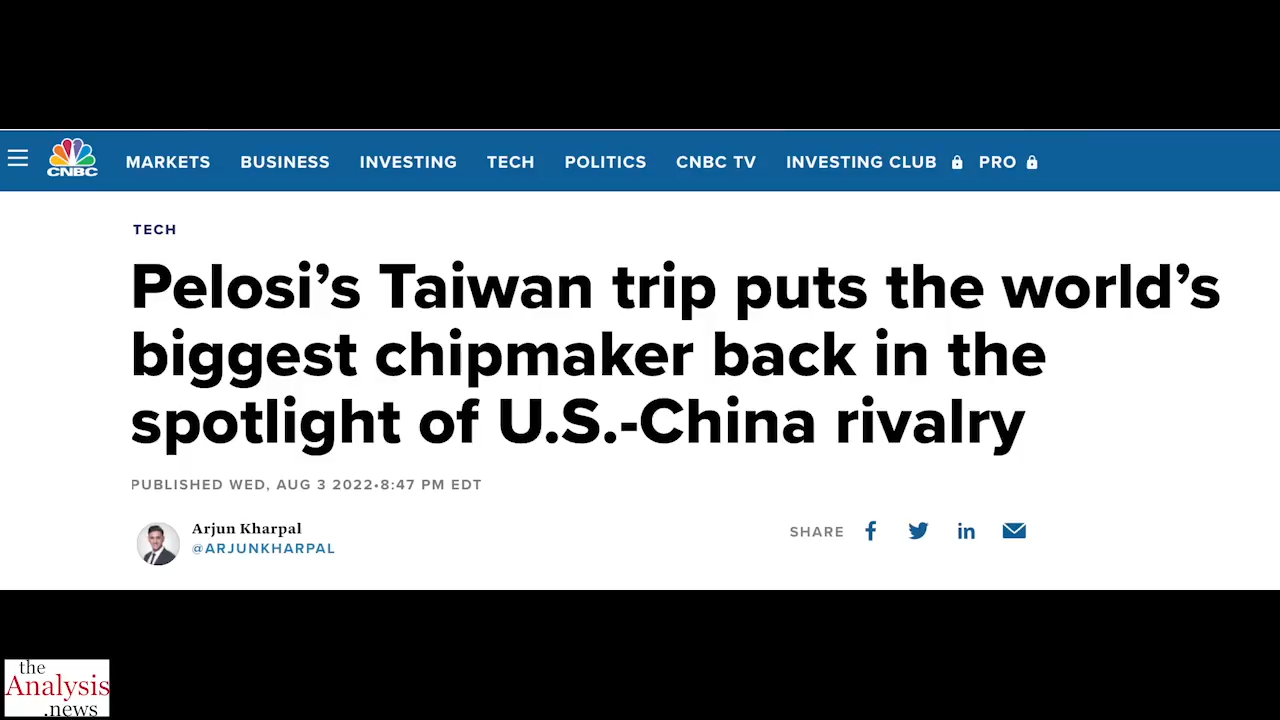 CNBC
MARKETS BUSINESS INVESTING TECH POLITICS CNBC TV INVESTING CLUB PRO
TECH
Pelosi’s Taiwan trip puts the world’s
biggest chipmaker back in the
spotlight of U.S.-China rivalry
PUBLISHED WED, AUG 3 2022•8:47 PM EDT
Arjun Kharpal
@ARJUNKHARPAL
SHARE
the
Analysis
.news